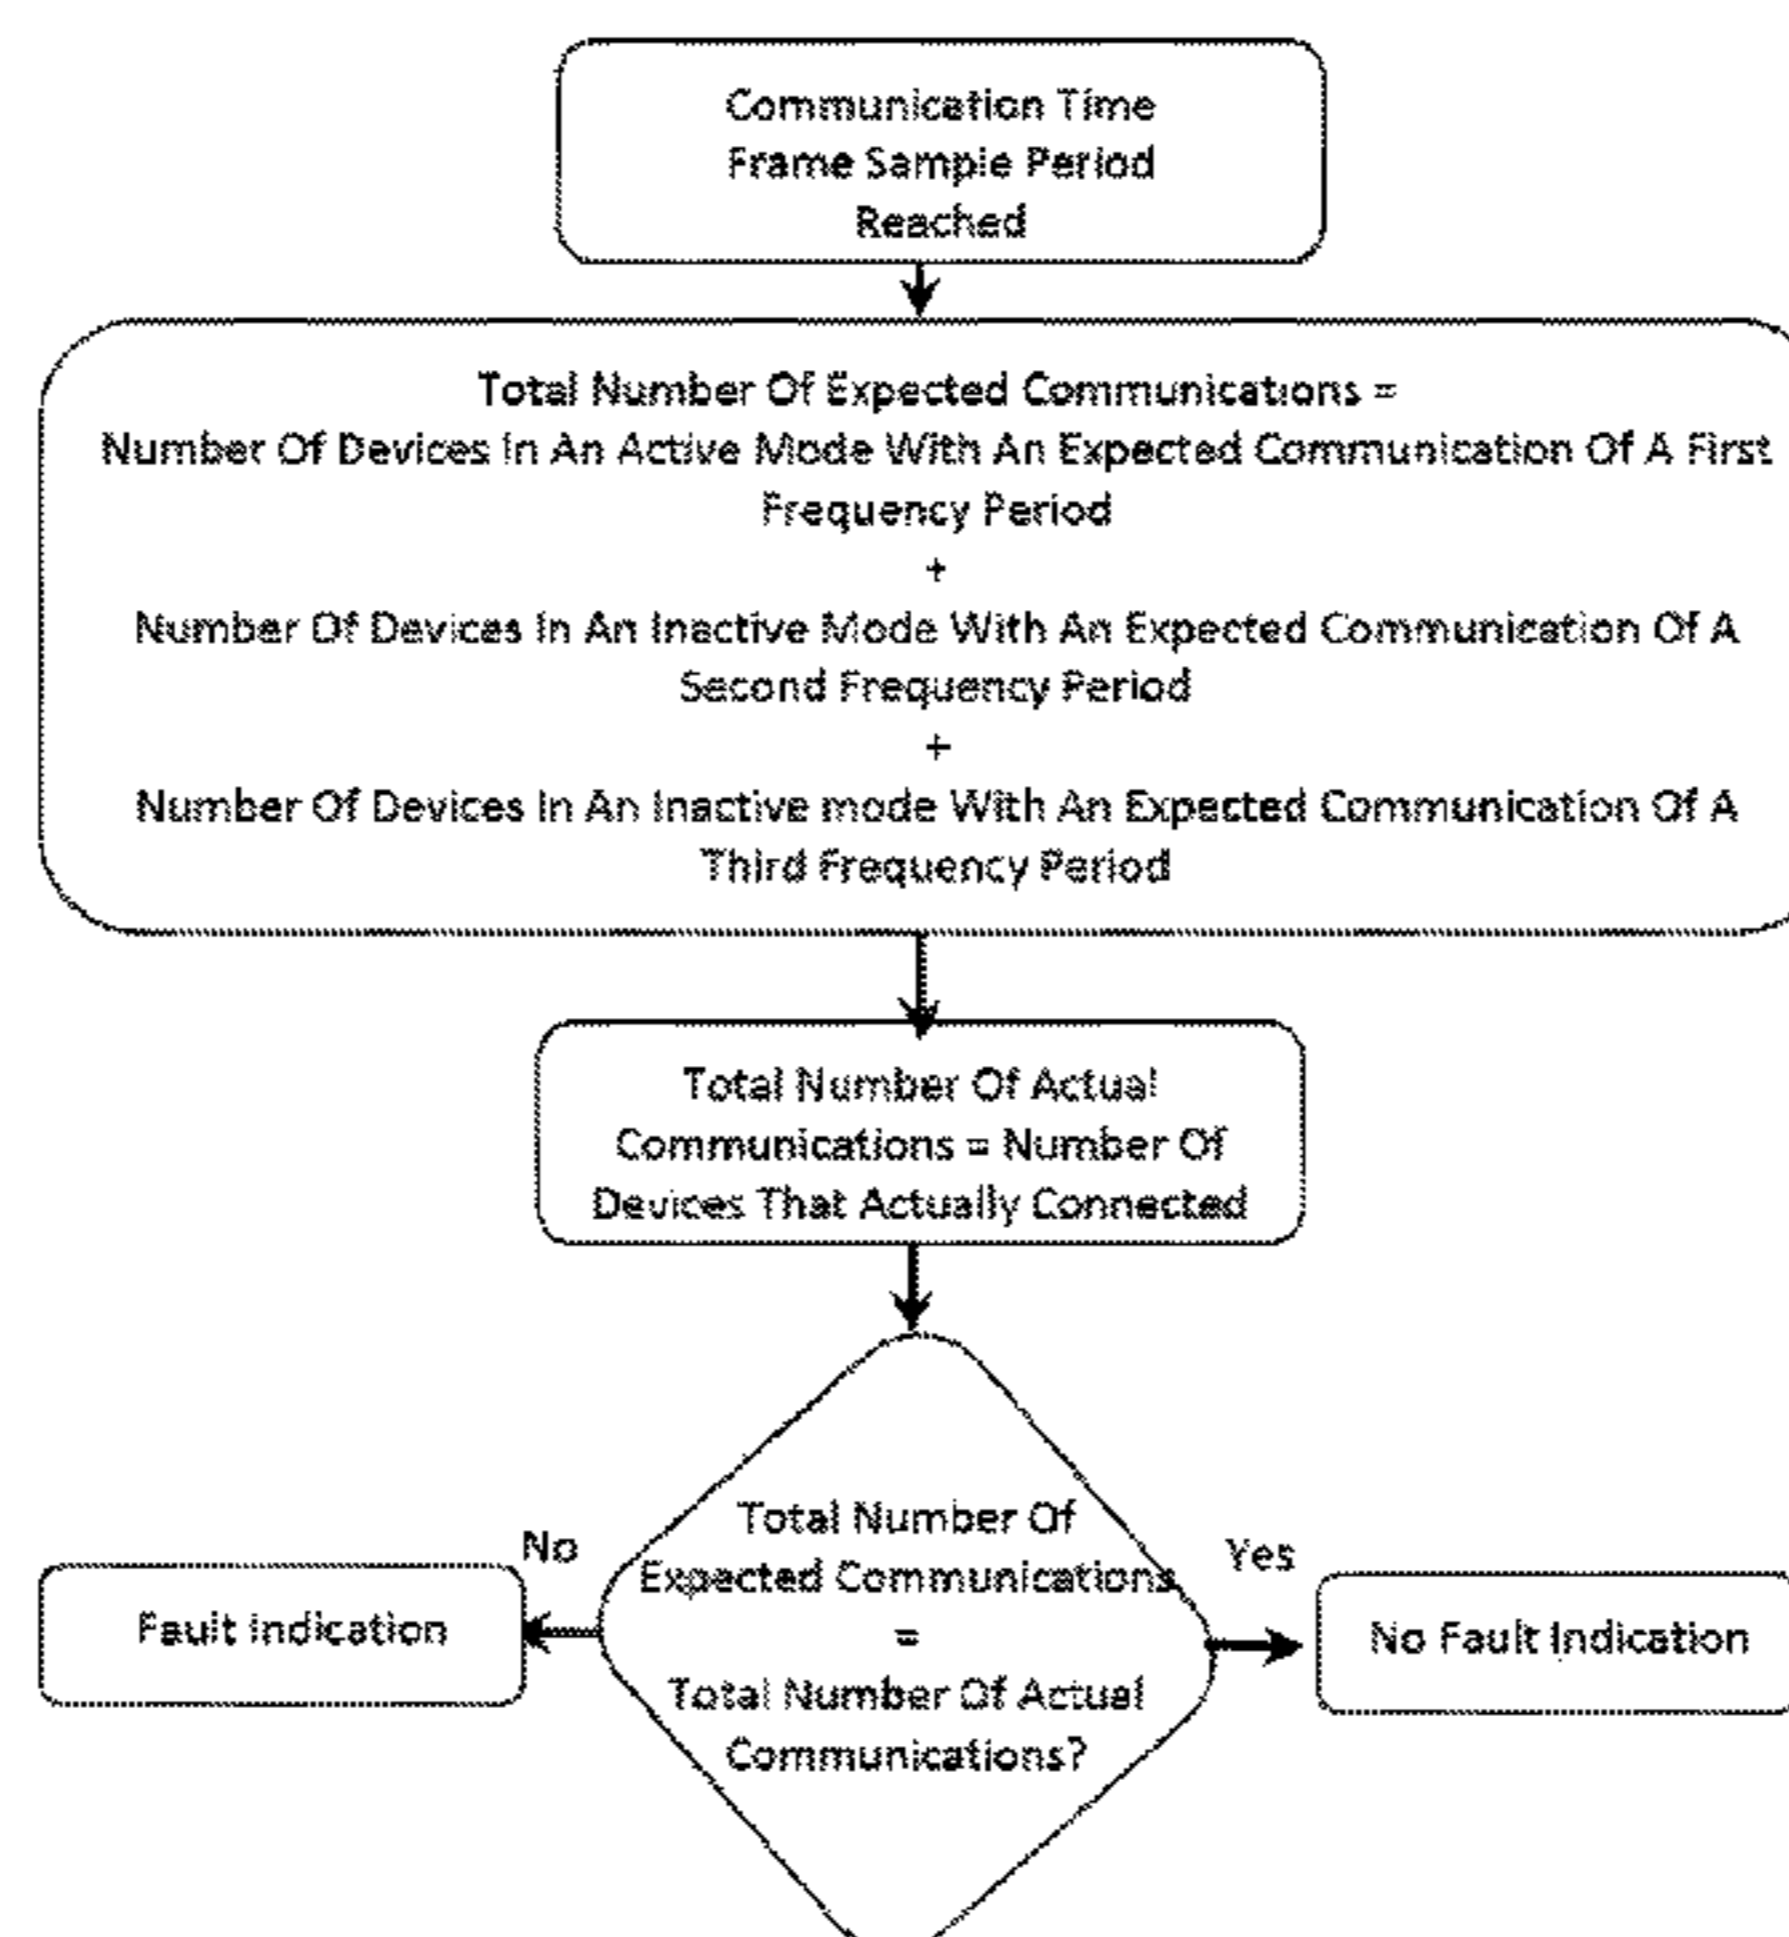 Communication Time
Frame Sample Period
Reached
Total Number Of Expected Communications =
Number Of Devices In An Active Mode With An Expected Communication Of A First
Frequency Period
+
Number Of Devices In An Inactive Mode With An Expected Communication Of A
Second Frequency Period
+
Number Of Devices In An Inactive mode With An Expected Communication Of A
Third Frequency Period
Total Number Of Actual
Communications = Number Of
Devices That Actually Connected
Total Number Of
Expected Communications
=
Total Number Of Actual
Communications?
No
Fault Indication
Yes
No Fault Indication